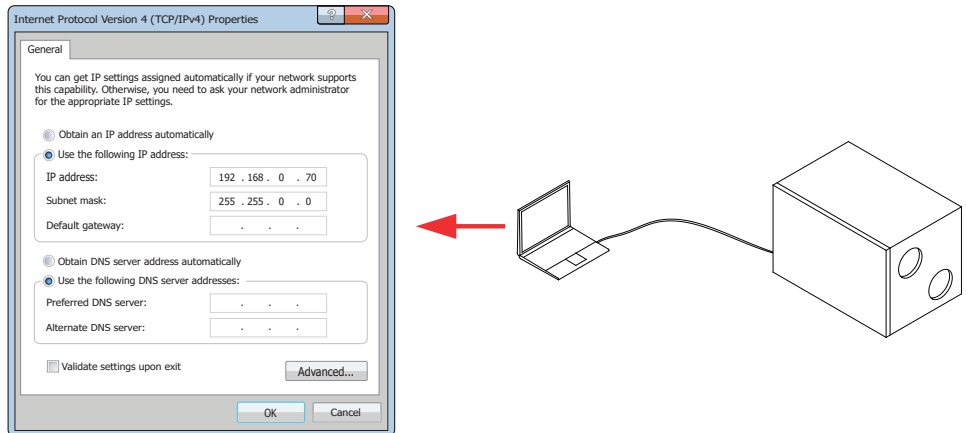 Internet Protocol Version 4 (TCP/IPv4) Properties
?
General
You can get IP settings assigned automatically if your network supports
this capability. Otherwise, you need to ask your network administrator
for the appropriate IP settings.
Obtain an IP address automatically
Use the following IP address:
IP address: 192 . 168 . 0 . 70
Subnet mask: 255 . 255 . 0 . 0
Default gateway: . . .
Obtain DNS server address automatically
Use the following DNS server addresses:
Preferred DNS server: . . .
Alternate DNS server: . . .
Validate settings upon exit
Advanced...
OK Cancel